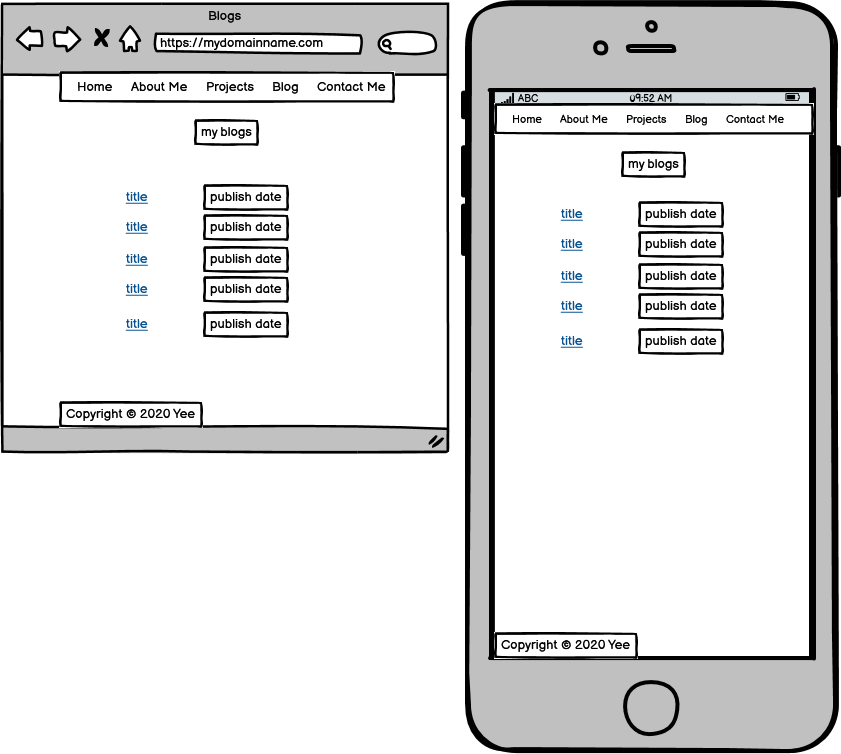 Blogs
https://mydomainname.com
Home About Me Projects Blog Contact Me
my blogs
title publish date
title publish date
title publish date
title publish date
title publish date
Copyright © 2020 Yee
ABC 09:52 AM
Home About Me Projects Blog Contact Me
my blogs
title publish date
title publish date
title publish date
title publish date
title publish date
Copyright © 2020 Yee